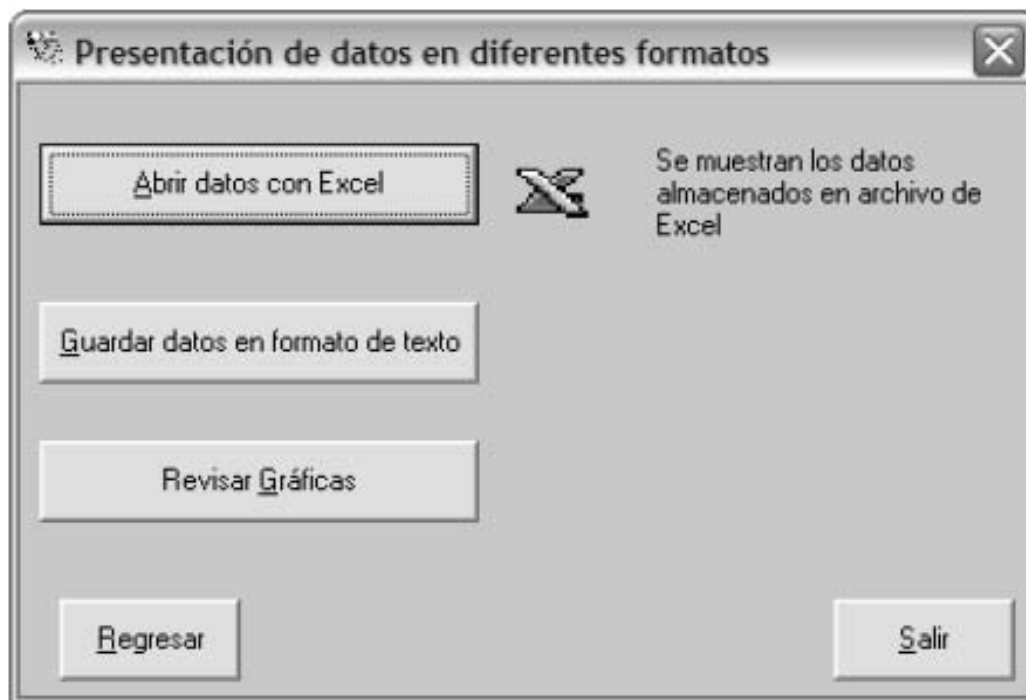 Presentación de datos en diferentes formatos
Abrir datos con Excel
Se muestran los datos
almacenados en archivo de
Excel
Guardar datos en formato de texto
Revisar Gráficas
Regresar
Salir